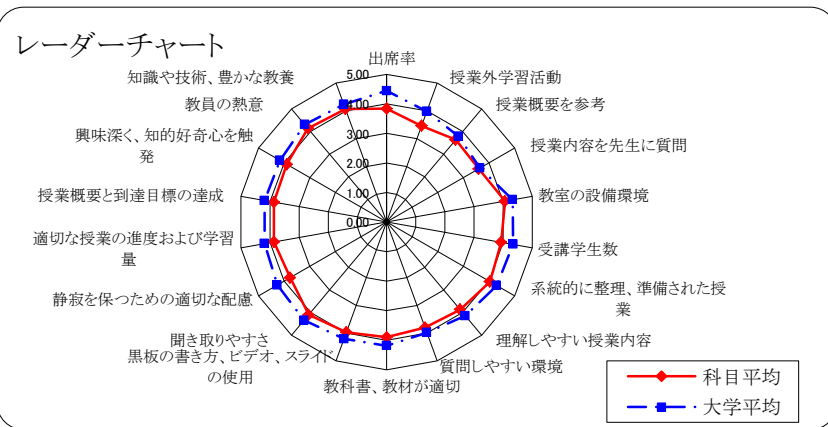 レーダーチャート
出席率
授業外学習活動
授業概要を参考
授業内容を先生に質問
教室の設備環境
受講学生数
系統的に整理、準備された授
業
理解しやすい授業内容
質問しやすい環境
教科書、教材が適切
黒板の書き方、ビデオ、スライド
の使用
聞き取りやすさ
静寂を保つための適切な配慮
適切な授業の進度および学習
量
授業概要と到達目標の達成
興味深く、知的好奇心を触
発
教員の熱意
知識や技術、豊かな教養
5.00
4.00
3.00
2.00
1.00
0.00
科目平均
大学平均